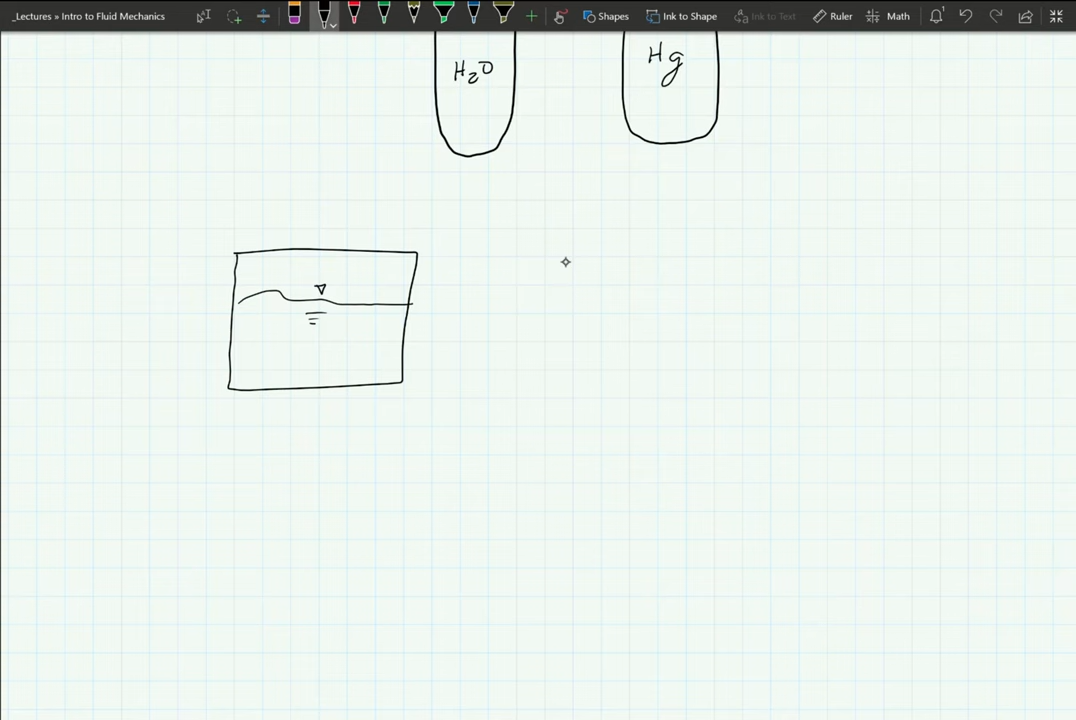 _Lectures » Intro to Fluid Mechanics
Shapes
Ink to Shape
Ink to Text
Ruler
Math
H₂O
Hg